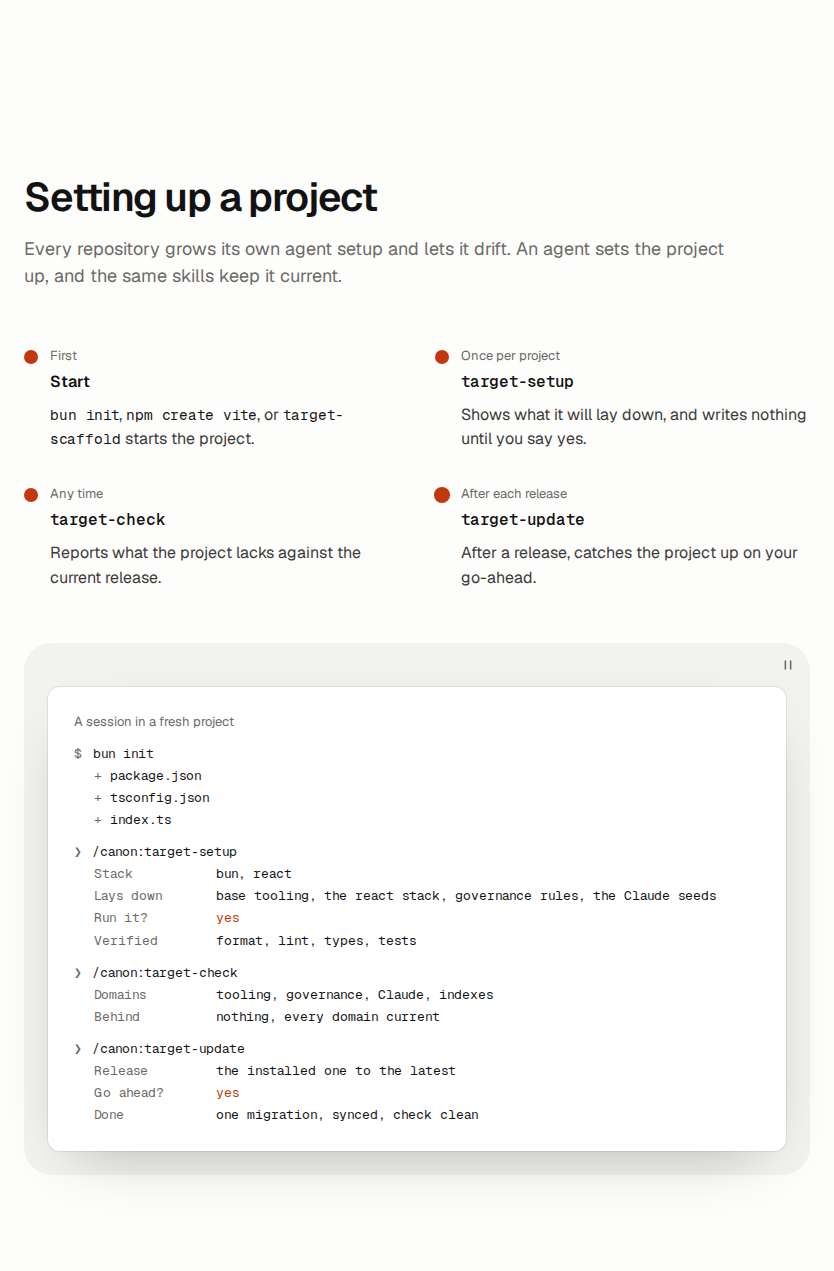 Setting up a project
Every repository grows its own agent setup and lets it drift. An agent sets the project
up, and the same skills keep it current.
First
Start
bun init, npm create vite, or target-
scaffold starts the project.
Once per project
target-setup
Shows what it will lay down, and writes nothing
until you say yes.
Any time
target-check
Reports what the project lacks against the
current release.
After each release
target-update
After a release, catches the project up on your
go-ahead.
A session in a fresh project
$ bun init
+ package.json
+ tsconfig.json
+ index.ts
❯ /canon:target-setup
Stack bun, react
Lays down base tooling, the react stack, governance rules, the Claude seeds
Run it? yes
Verified format, lint, types, tests
❯ /canon:target-check
Domains tooling, governance, Claude, indexes
Behind nothing, every domain current
❯ /canon:target-update
Release the installed one to the latest
Go ahead? yes
Done one migration, synced, check clean